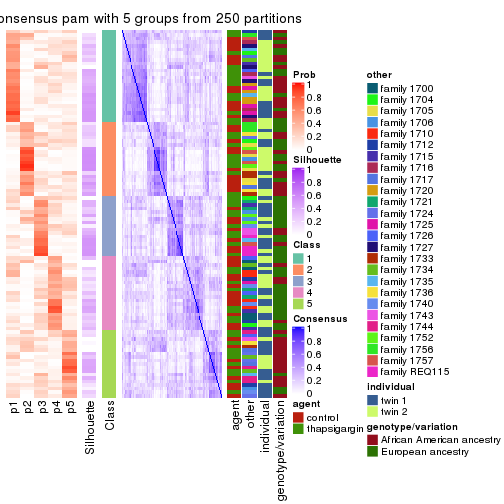 onsensus pam with 5 groups from 250 partitions
p1
p2
p3
p4
p5
Silhouette
Class
agent
other
individual
genotype/variation
Prob
1
0.8
0.6
0.4
0.2
0
Silhouette
1
0.8
0.6
0.4
0.2
0
Class
1
2
3
4
5
Consensus
1
0.8
0.6
0.4
0.2
0
agent
control
thapsigargin
other
family 1700
family 1704
family 1705
family 1706
family 1710
family 1712
family 1715
family 1716
family 1717
family 1720
family 1721
family 1724
family 1725
family 1726
family 1727
family 1733
family 1734
family 1735
family 1736
family 1740
family 1743
family 1744
family 1752
family 1756
family 1757
family REQ115
individual
twin 1
twin 2
genotype/variation
African American ancestry
European ancestry